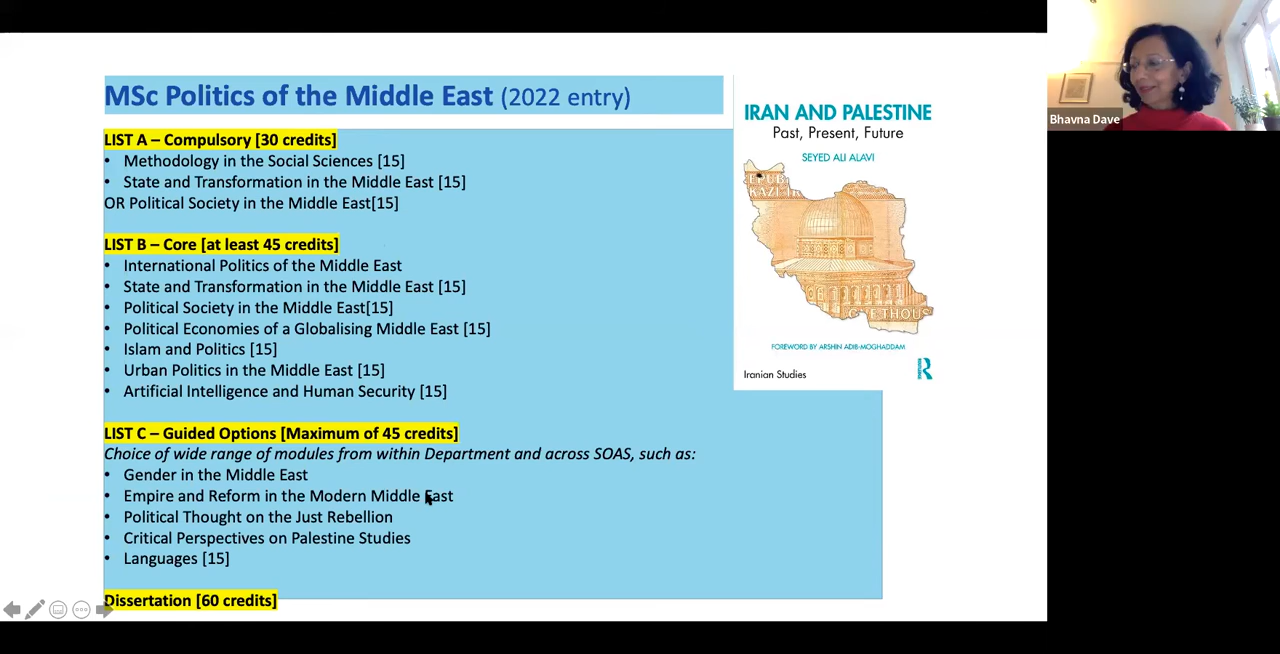 MSc Politics of the Middle East (2022 entry)
LIST A – Compulsory [30 credits]
• Methodology in the Social Sciences [15]
• State and Transformation in the Middle East [15]
OR Political Society in the Middle East[15]
LIST B – Core [at least 45 credits]
• International Politics of the Middle East
• State and Transformation in the Middle East [15]
• Political Society in the Middle East[15]
• Political Economies of a Globalising Middle East [15]
• Islam and Politics [15]
• Urban Politics in the Middle East [15]
• Artificial Intelligence and Human Security [15]
LIST C – Guided Options [Maximum of 45 credits]
Choice of wide range of modules from within Department and across SOAS, such as:
• Gender in the Middle East
• Empire and Reform in the Modern Middle East
• Political Thought on the Just Rebellion
• Critical Perspectives on Palestine Studies
• Languages [15]
Dissertation [60 credits]
IRAN AND PALESTINE
Past, Present, Future
SEYED ALI ALAVI
FOREWORD BY ARSHIN ADIB-MOGHADDAM
Iranian Studies
R
Bhavna Dave